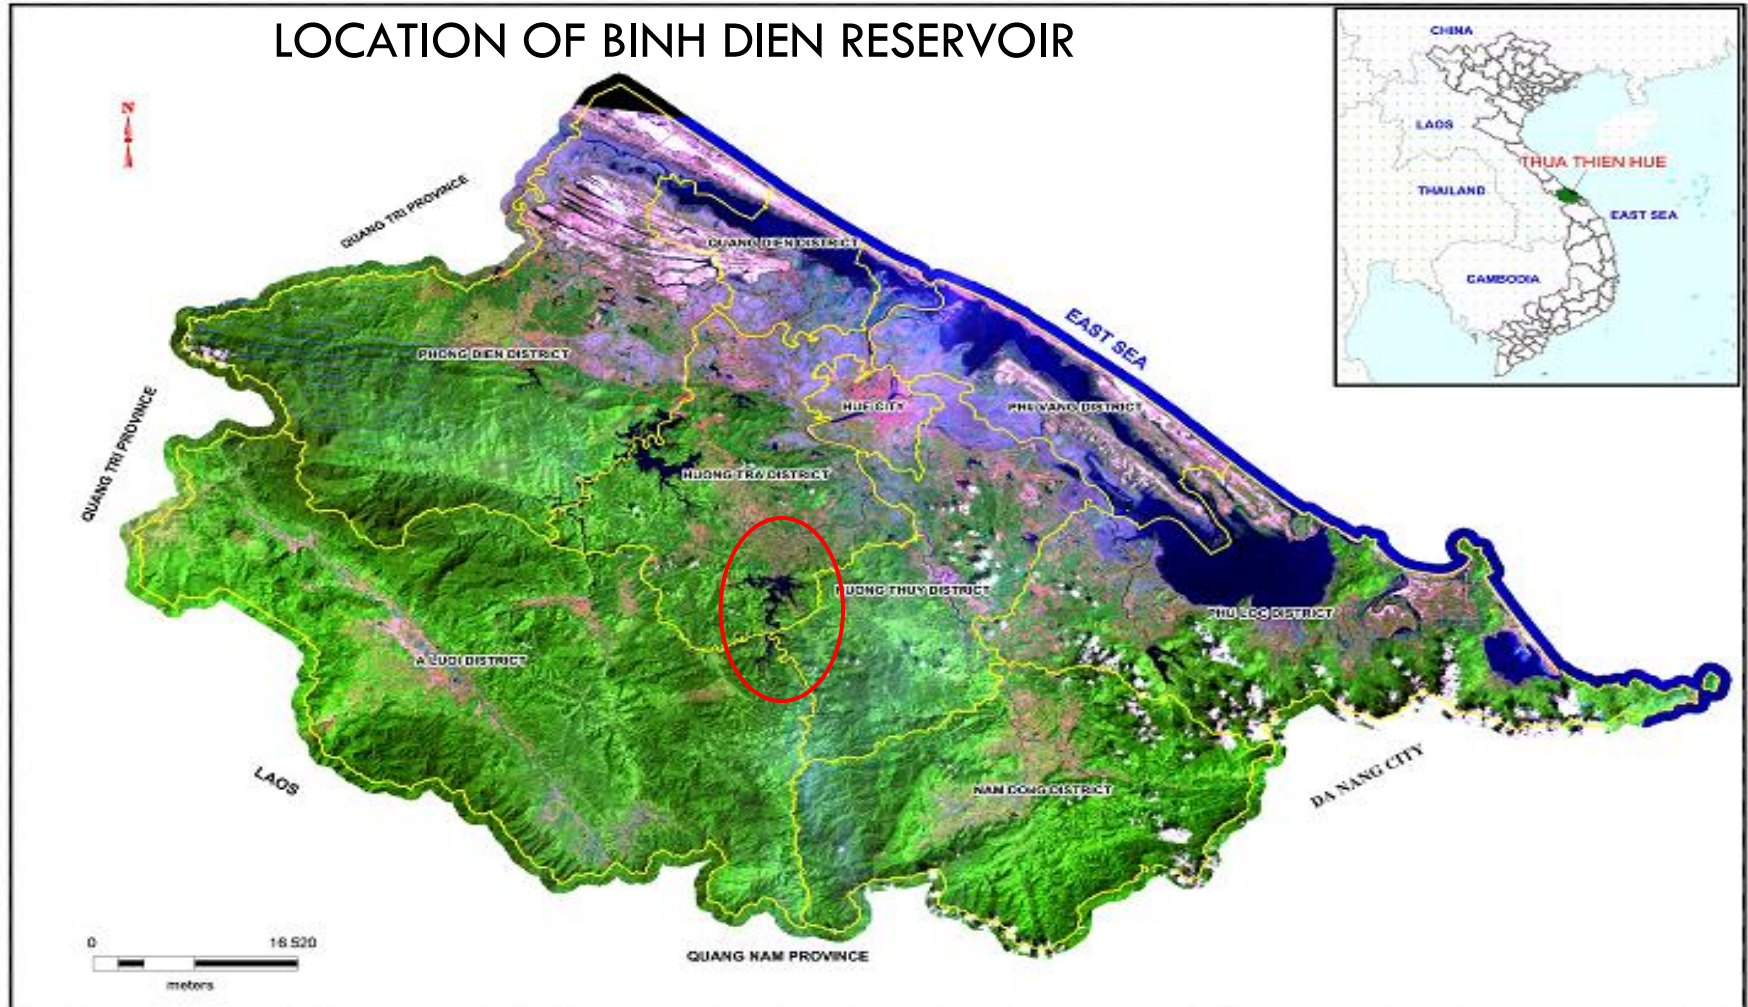 LOCATION OF BINH DIEN RESERVOIR
CHINA
LAOS
THUA THIEN HUE
THAILAND
EAST SEA
CAMBODIA
N
QUANG TRI PROVINCE
QUANG DIEN DISTRICT
EAST SEA
PHONG DIEN DISTRICT
HUE CITY
PHU VANG DISTRICT
QUANG TRI PROVINCE
HUONG TRA DISTRICT
HUONG THUY DISTRICT
PHU LOC DISTRICT
A LUOI DISTRICT
LAOS
NAM DONG DISTRICT
DA NANG CITY
0 16.520
meters
QUANG NAM PROVINCE